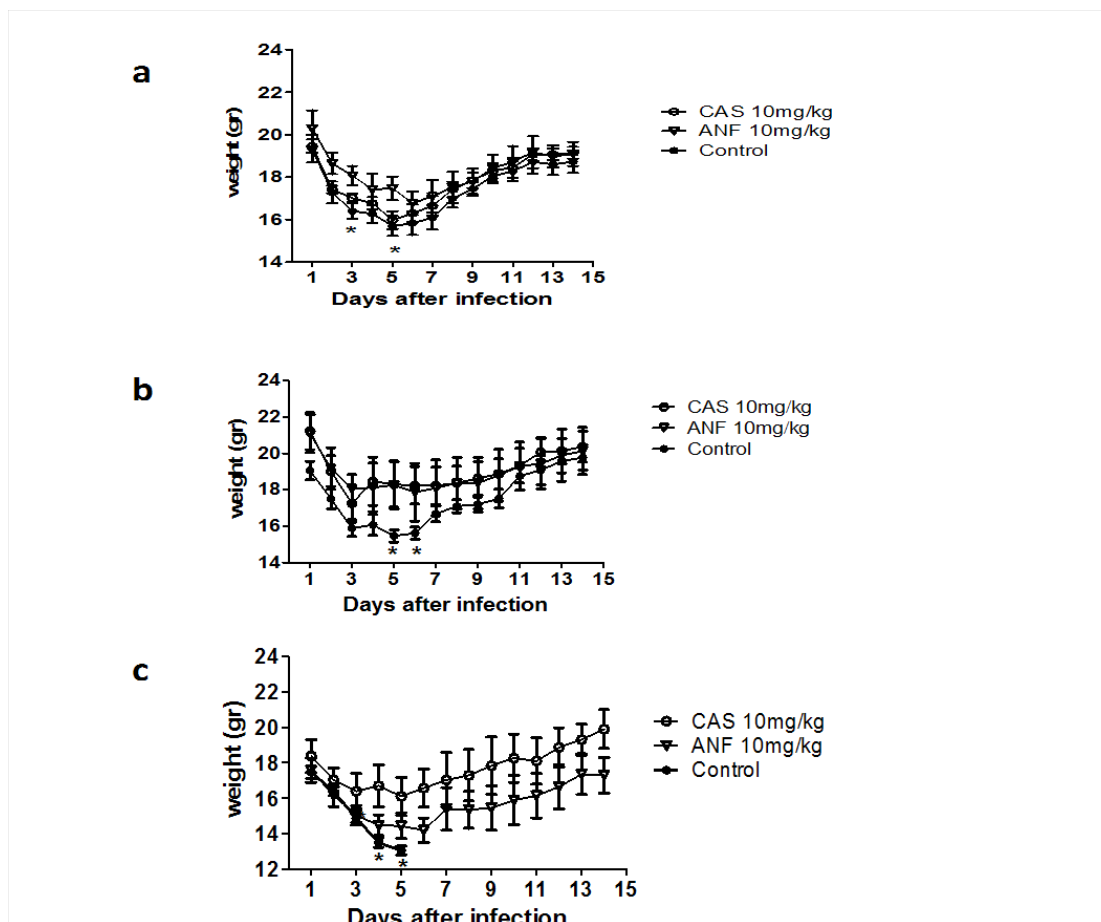 a
24
22
20
18
16
14
weight (gr)
* *
1 3 5 7 9 11 13 15
Days after infection
CAS 10mg/kg
ANF 10mg/kg
Control
b
24
22
20
18
16
14
weight (gr)
* *
1 3 5 7 9 11 13 15
Days after infection
CAS 10mg/kg
ANF 10mg/kg
Control
c
24
22
20
18
16
14
12
weight (gr)
* *
1 3 5 7 9 11 13 15
Days after infection
CAS 10mg/kg
ANF 10mg/kg
Control